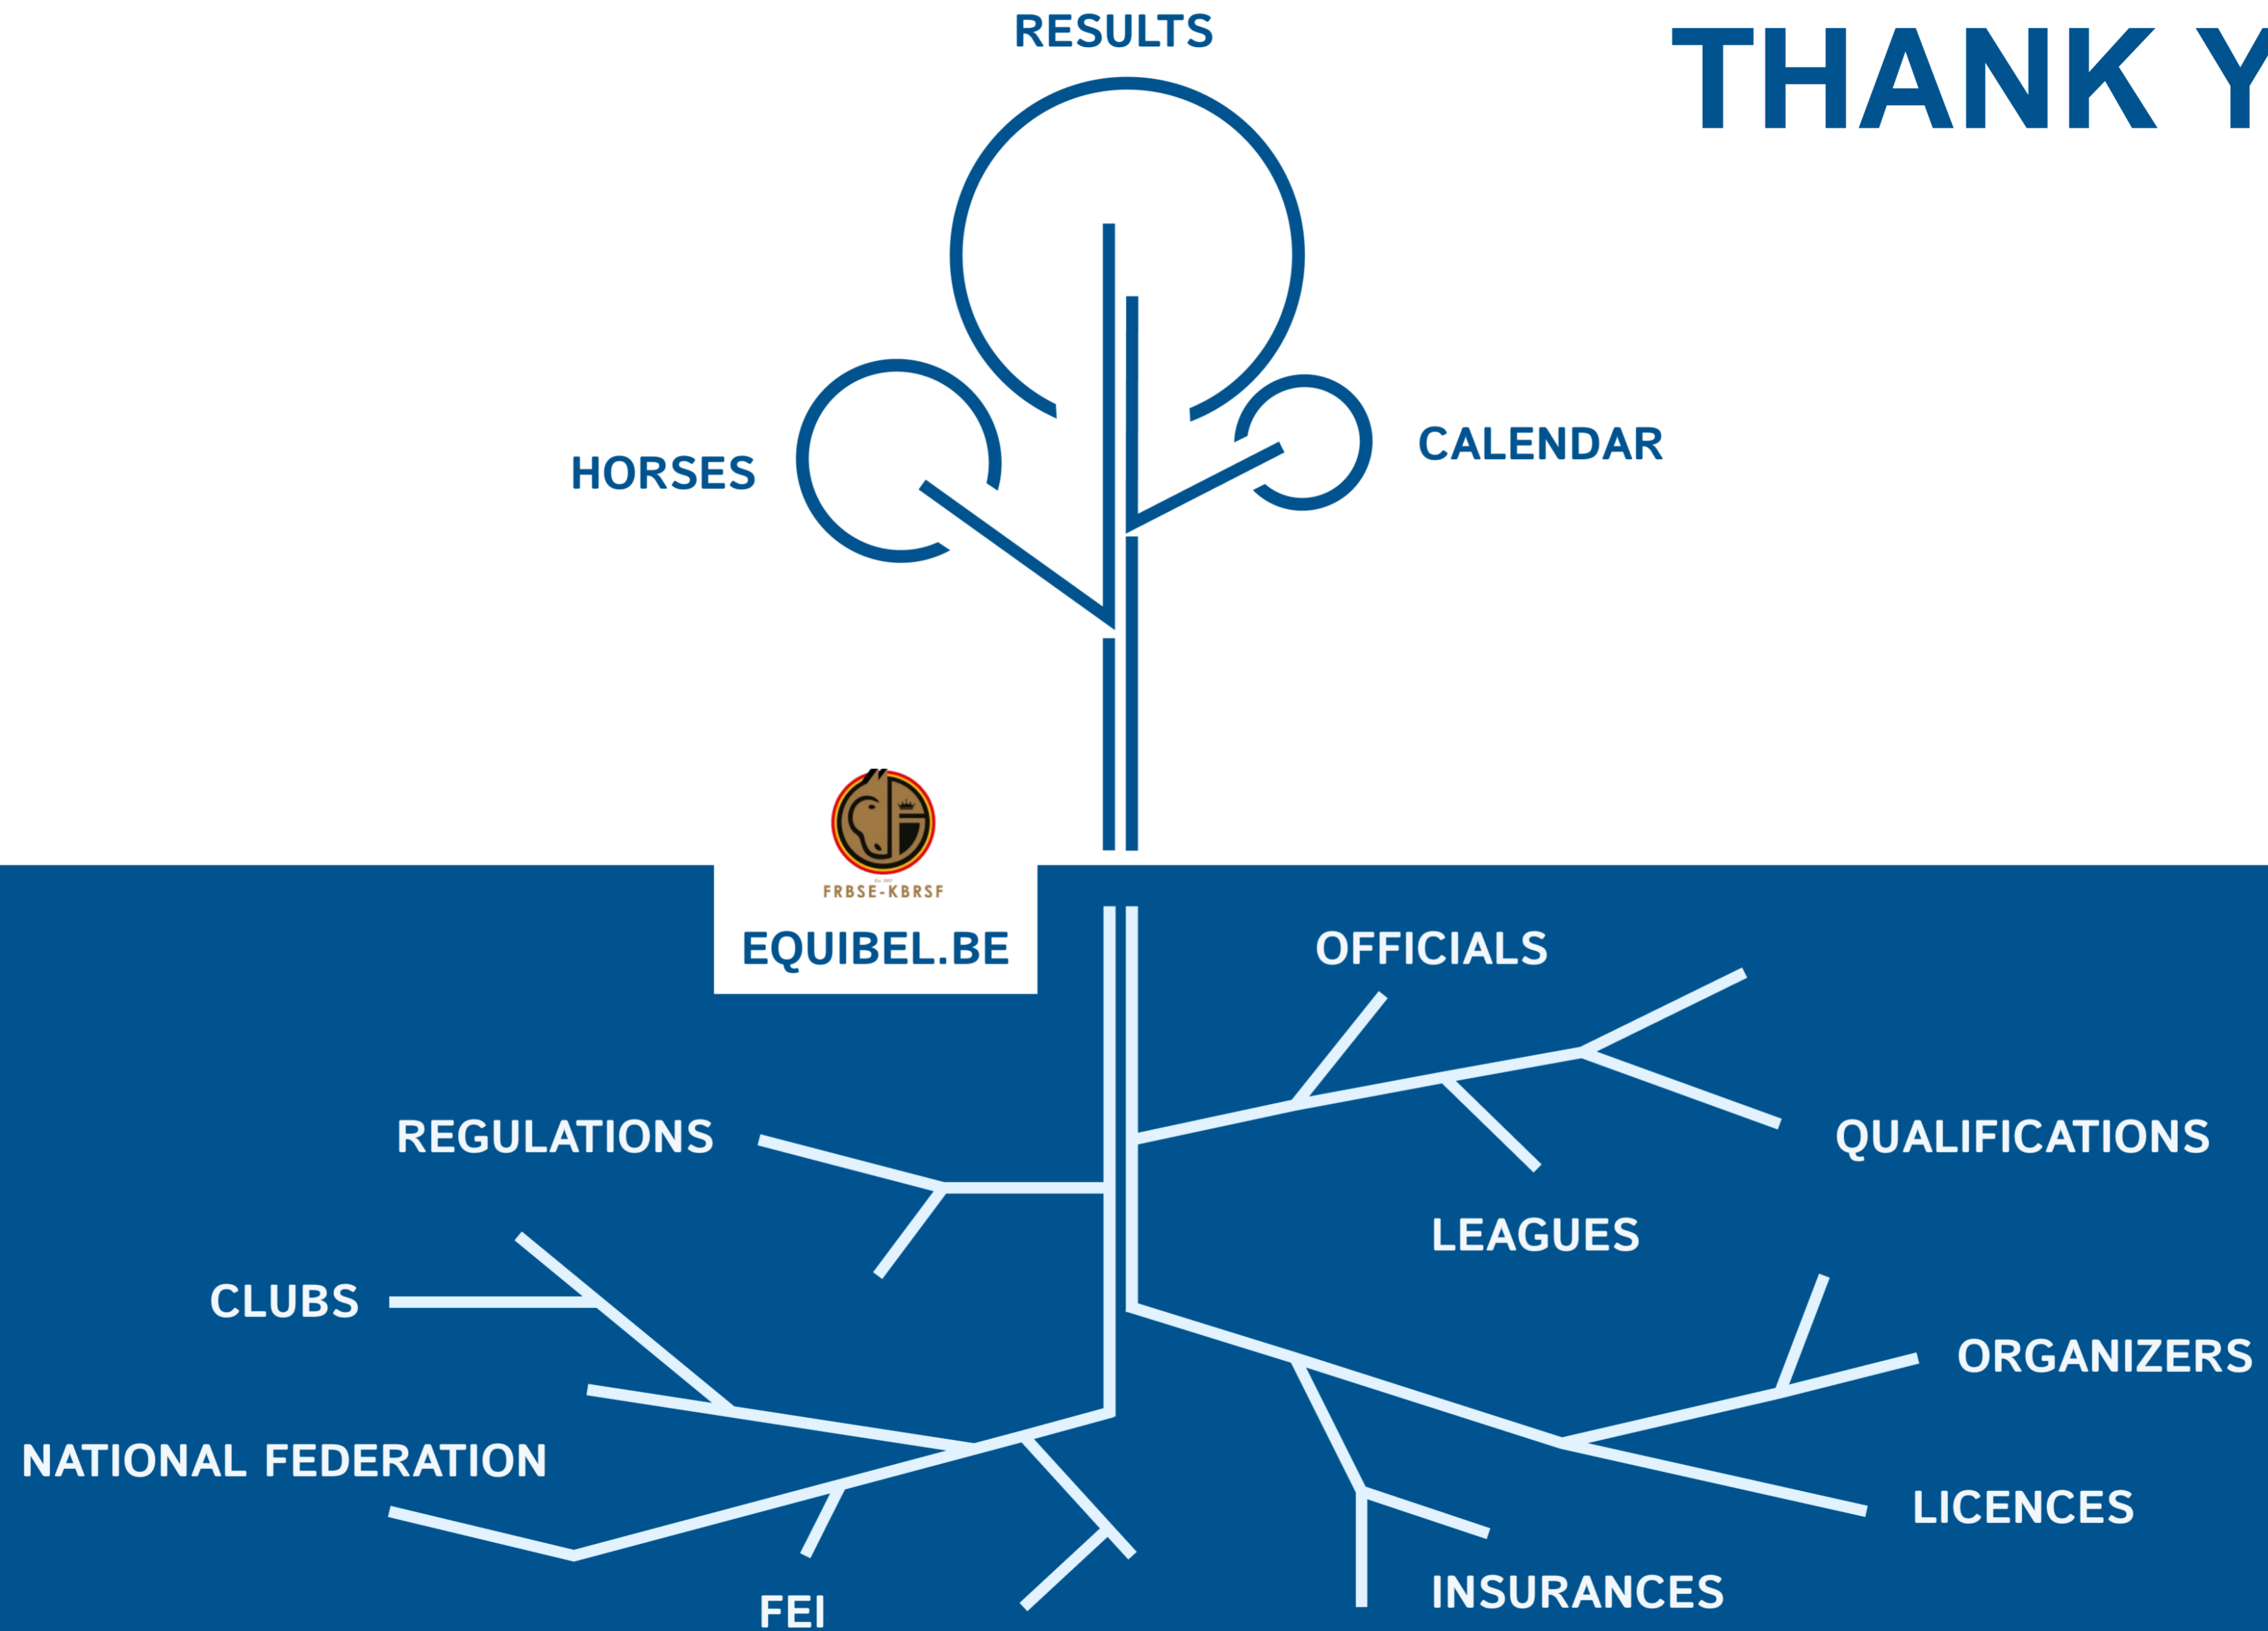 RESULTS
THANK Y
HORSES
CALENDAR
FRBSE-KBRSF
EQUIBEL.BE
OFFICIALS
REGULATIONS
QUALIFICATIONS
LEAGUES
CLUBS
ORGANIZERS
NATIONAL FEDERATION
LICENCES
INSURANCES
FEI